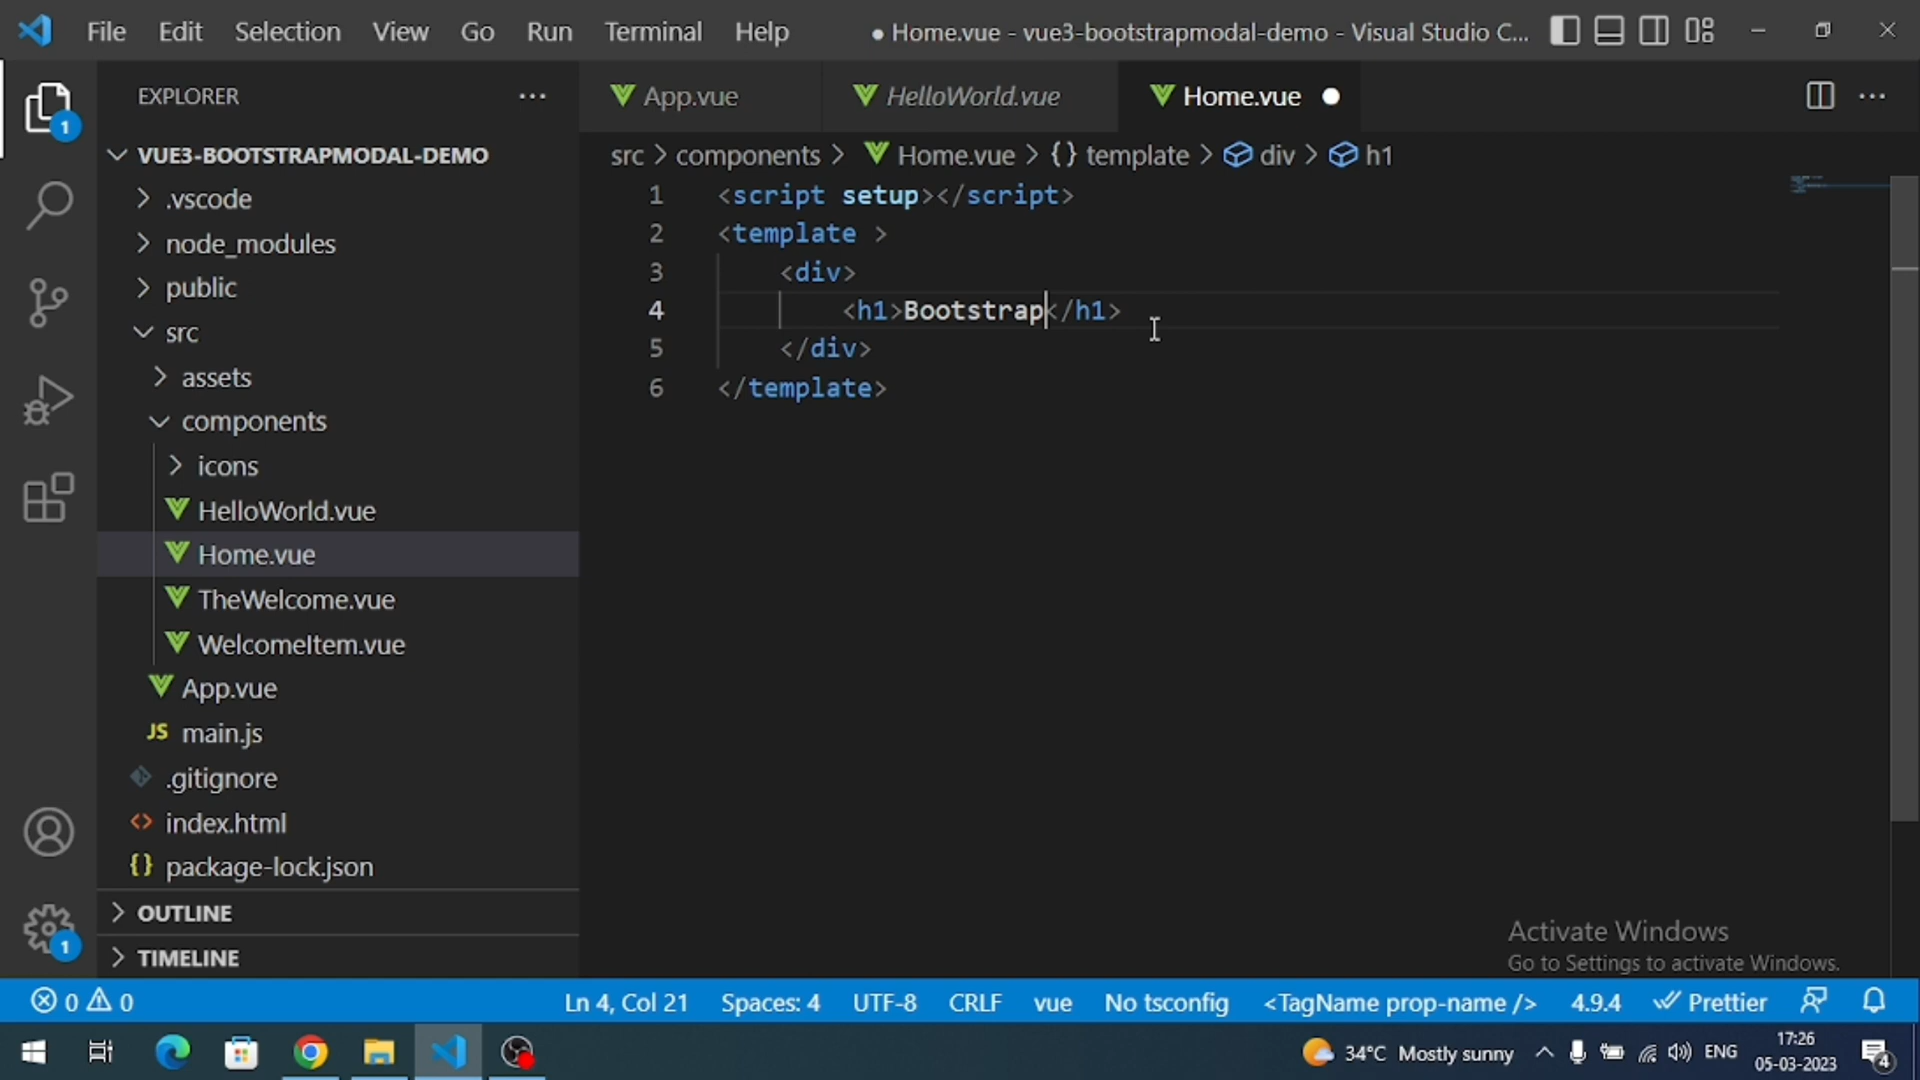 File Edit Selection View Go Run Terminal Help ● Home.vue - vue3-bootstrapmodal-demo - Visual Studio C...
EXPLORER ···
App.vue HelloWorld.vue Home.vue ●
1
VUE3-BOOTSTRAPMODAL-DEMO
src > components > Home.vue > {} template > div > h1
.vscode
node_modules
public
src
assets
components
icons
HelloWorld.vue
Home.vue
TheWelcome.vue
WelcomeItem.vue
App.vue
JS main.js
.gitignore
<> index.html
{} package-lock.json
OUTLINE
1
TIMELINE
1 <script setup></script>
2 <template >
3 <div>
4 <h1>Bootstrap</h1>
5 </div>
6 </template>
Activate Windows
Go to Settings to activate Windows.
0 0 Ln 4, Col 21 Spaces: 4 UTF-8 CRLF vue No tsconfig <TagName prop-name /> 4.9.4 Prettier
34°C Mostly sunny ENG 17:26
05-03-2023 4